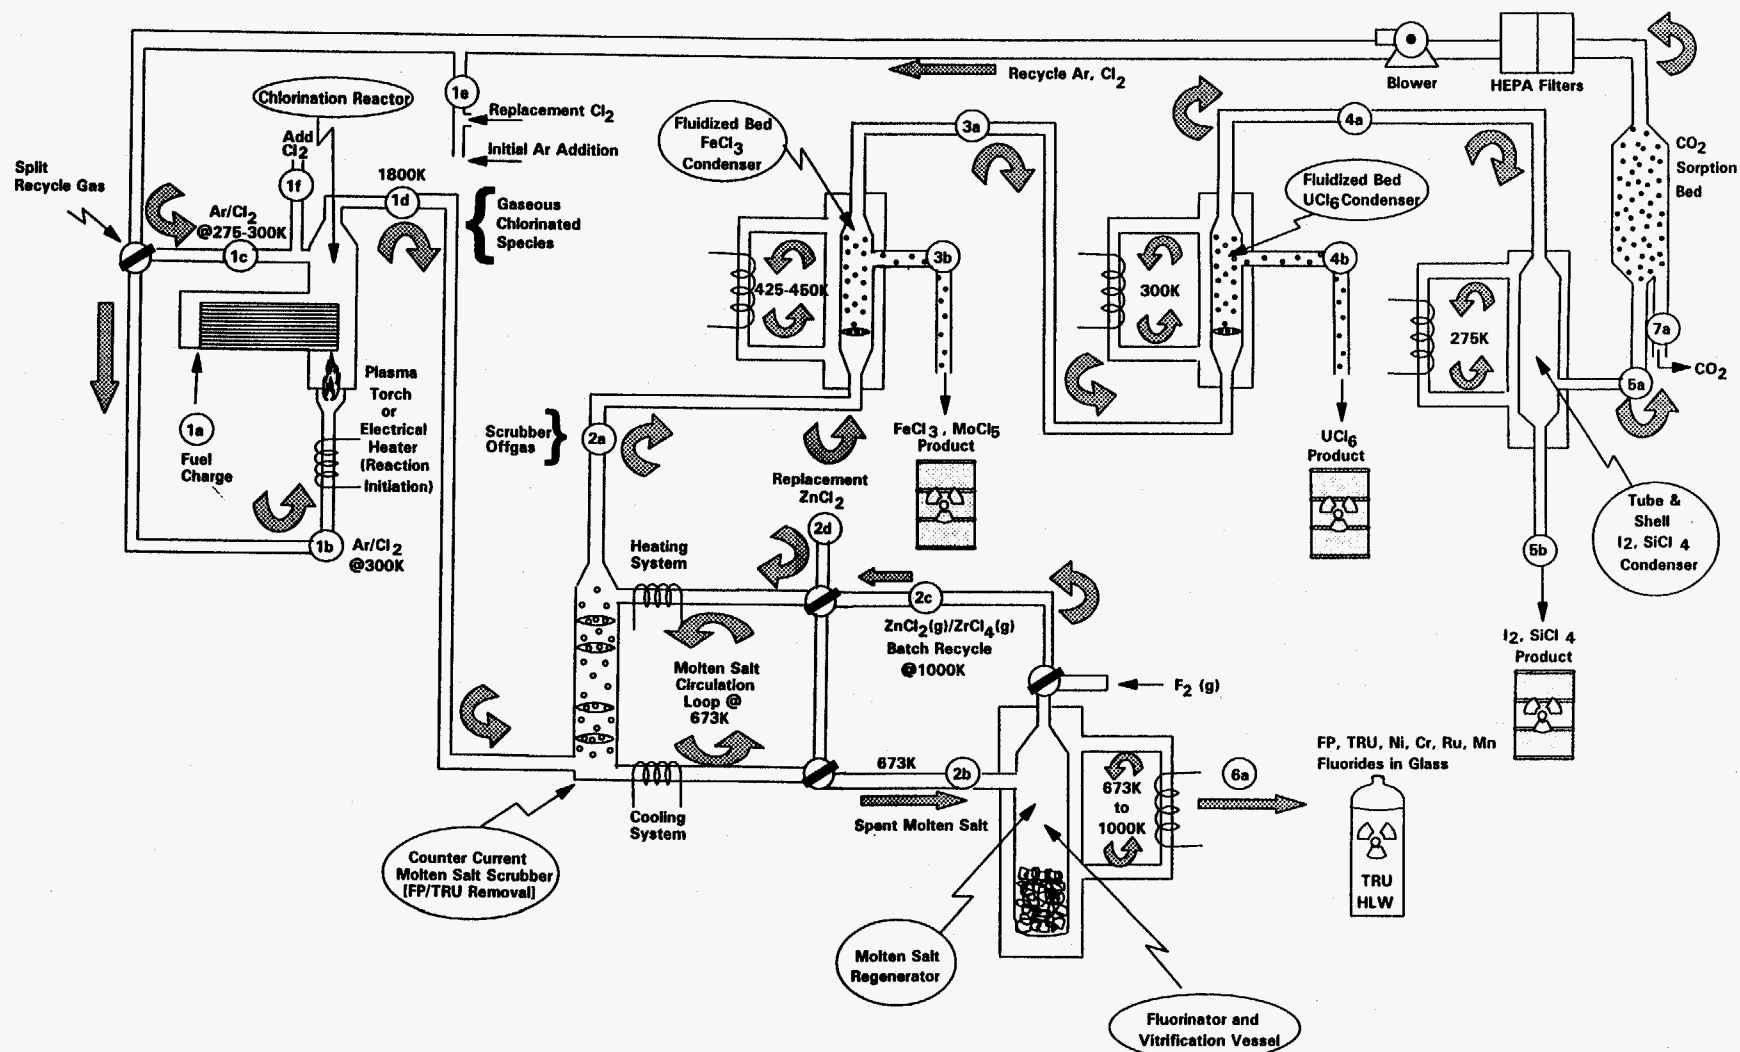 Blower
HEPA Filters
Recycle Ar, Cl2
1e
Replacement Cl2
Initial Ar Addition
Chlorination Reactor
Add
Cl2
1f
Split
Recycle Gas
Ar/Cl2
@275-300K
1c
1800K
1d
Gaseous
Chlorinated
Species
Fluidized Bed
FeCl3
Condenser
3a
4a
Fluidized Bed
UCl6 Condenser
CO2
Sorption
Bed
425-450K
3b
300K
4b
275K
7a
CO2
5a
Plasma
Torch
or
Electrical
Heater
(Reaction
Initiation)
1a
Fuel
Charge
1b
Ar/Cl2
@300K
Scrubber
Offgas
2a
Replacement
ZnCl2
2d
FeCl3, MoCl5
Product
UCl6
Product
Tube &
Shell
I2, SiCl 4
Condenser
5b
I2, SiCl 4
Product
Heating
System
2c
ZnCl2(g)/ZrCl4(g)
Batch Recycle
@1000K
Molten Salt
Circulation
Loop @
673K
F2 (g)
673K
2b
Spent Molten Salt
Cooling
System
673K
to
1000K
6a
FP, TRU, Ni, Cr, Ru, Mn
Fluorides in Glass
TRU
HLW
Counter Current
Molten Salt Scrubber
[FP/TRU Removal]
Molten Salt
Regenerator
Fluorinator and
Vitrification Vessel